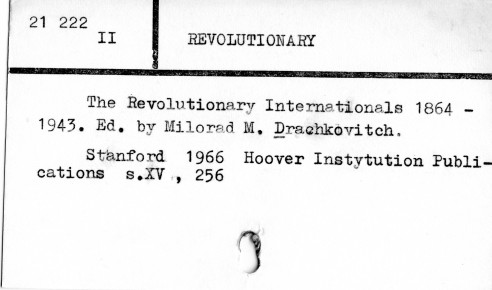 21 222
II
REVOLUTIONARY
The Revolutionary Internationals 1864 -
1943. Ed. by Milorad M. Drachkovitch.
Stanford 1966 Hoover Instytution Publi-
cations s.XV , 256